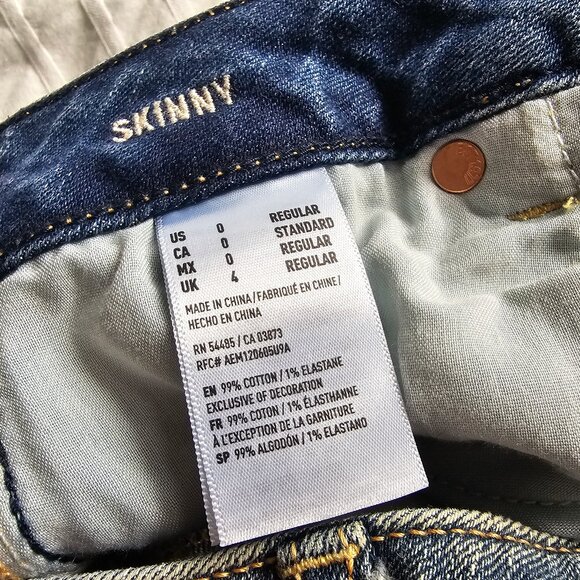 SKINNY
US 0 REGULAR
CA 0 STANDARD
MX 0 REGULAR
UK 4 REGULAR
MADE IN CHINA/FABRIQUÉ EN CHINE/
HECHO EN CHINA
RN 54485 / CA 03873
RFC# AEM120605U9A
EN 99% COTTON / 1% ELASTANE
EXCLUSIVE OF DECORATION
FR 99% COTON / 1% ÉLASTHANNE
À L'EXCEPTION DE LA GARNITURE
SP 99% ALGODÓN / 1% ELASTANO